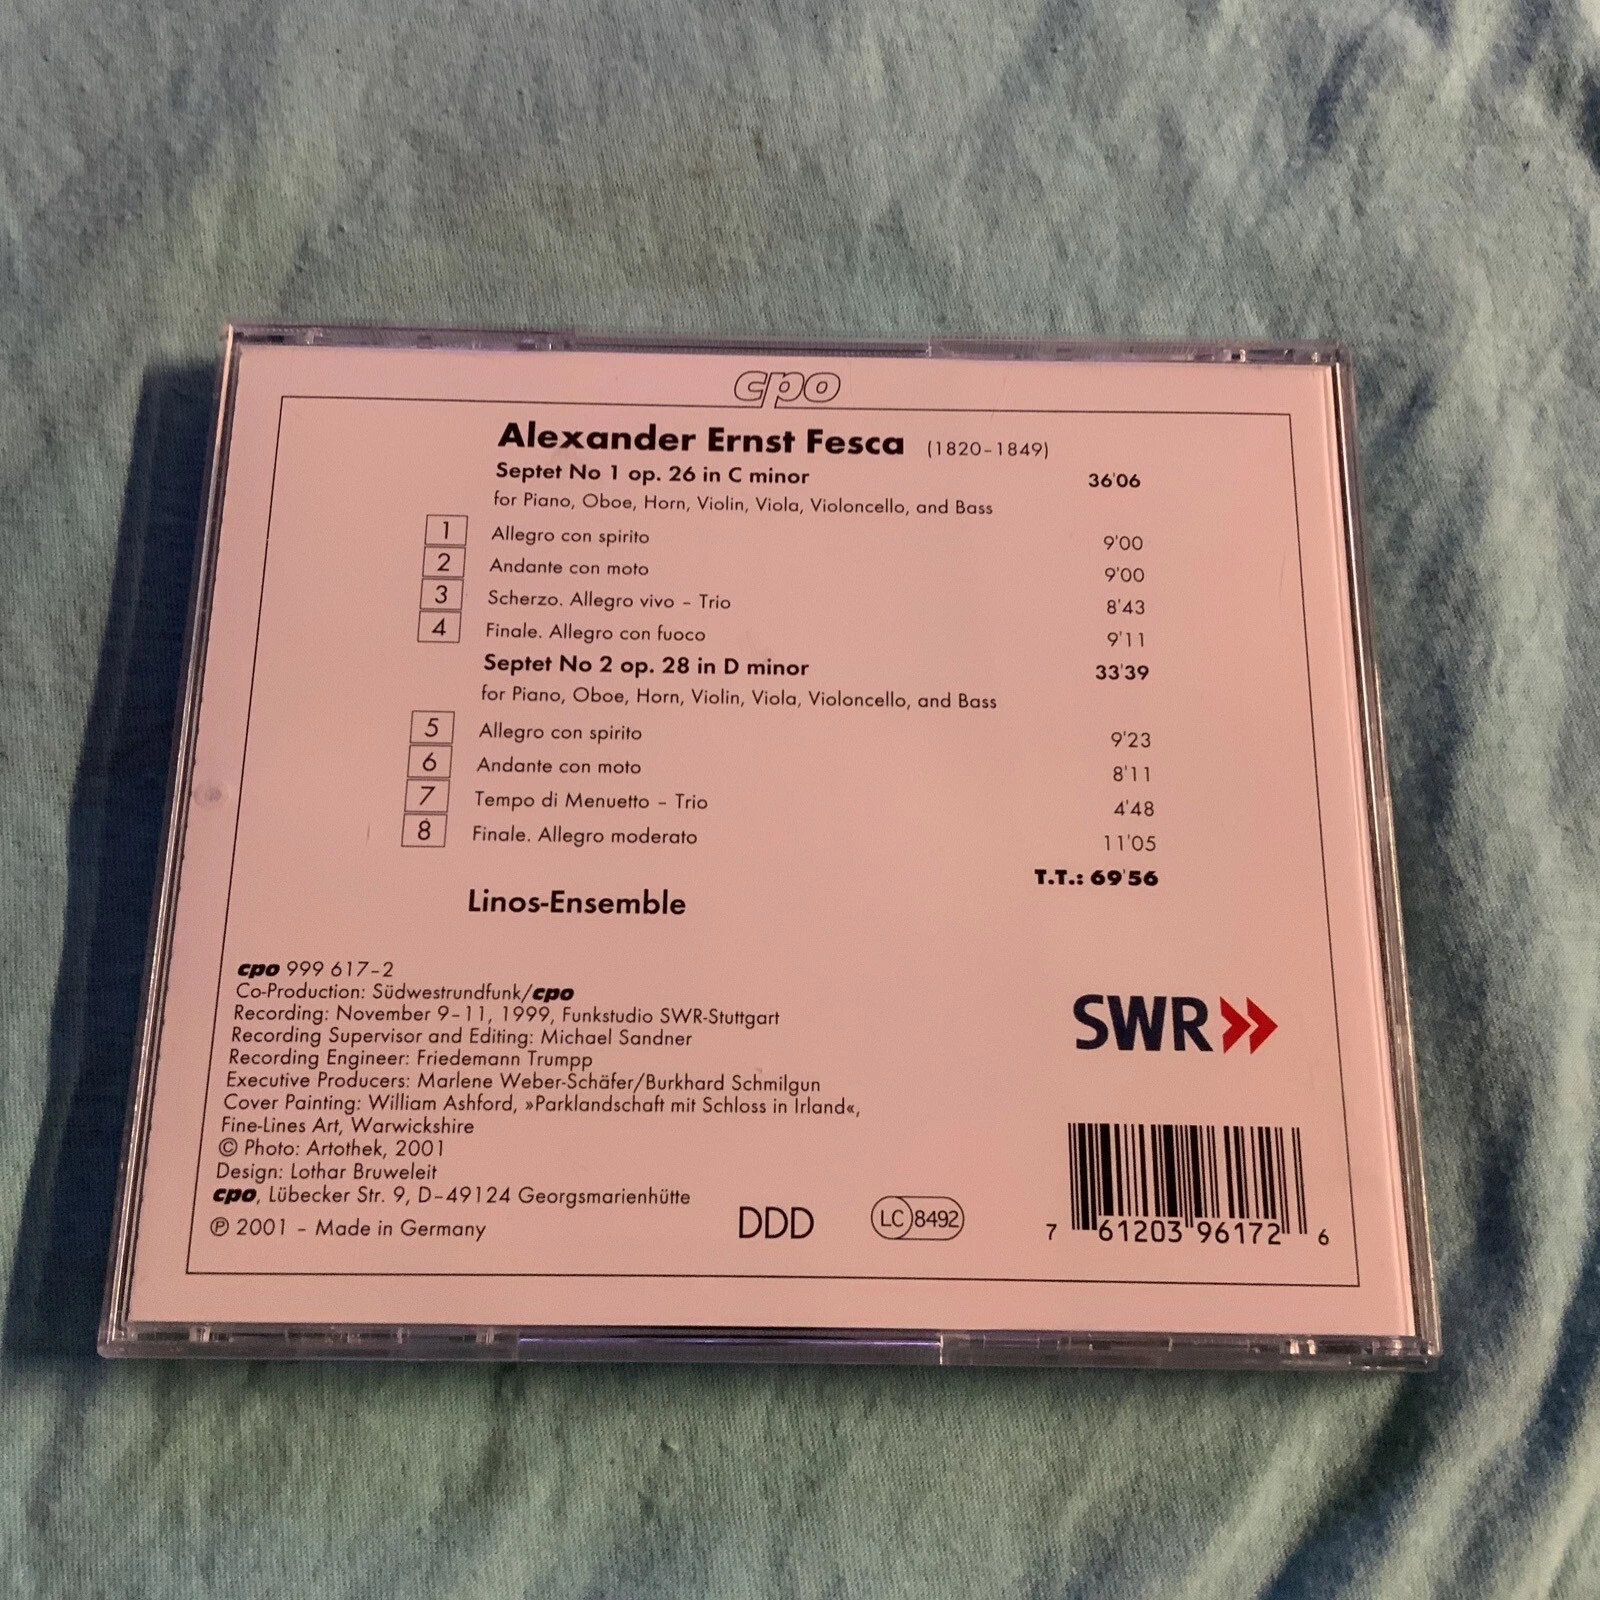 cpo
Alexander Ernst Fesca (1820-1849)
Septet No 1 op. 26 in C minor 36'06
for Piano, Oboe, Horn, Violin, Viola, Violoncello, and Bass
1 Allegro con spirito 9'00
2 Andante con moto 9'00
3 Scherzo. Allegro vivo – Trio 8'43
4 Finale. Allegro con fuoco 9'11
Septet No 2 op. 28 in D minor 33'39
for Piano, Oboe, Horn, Violin, Viola, Violoncello, and Bass
5 Allegro con spirito 9'23
6 Andante con moto 8'11
7 Tempo di Menuetto – Trio 4'48
8 Finale. Allegro moderato 11'05
T.T.: 69'56
Linos-Ensemble
cpo 999 617-2
Co-Production: Südwestrundfunk/cpo
Recording: November 9-11, 1999, Funkstudio SWR-Stuttgart
Recording Supervisor and Editing: Michael Sandner
Recording Engineer: Friedemann Trumpp
Executive Producers: Marlene Weber-Schäfer/Burkhard Schmilgun
Cover Painting: William Ashford, »Parklandschaft mit Schloss in Irland«,
Fine-Lines Art, Warwickshire
© Photo: Artothek, 2001
Design: Lothar Bruweleit
cpo, Lübecker Str. 9, D-49124 Georgsmarienhütte
℗ 2001 – Made in Germany
SWR
DDD
LC 8492
7 61203 96172 6